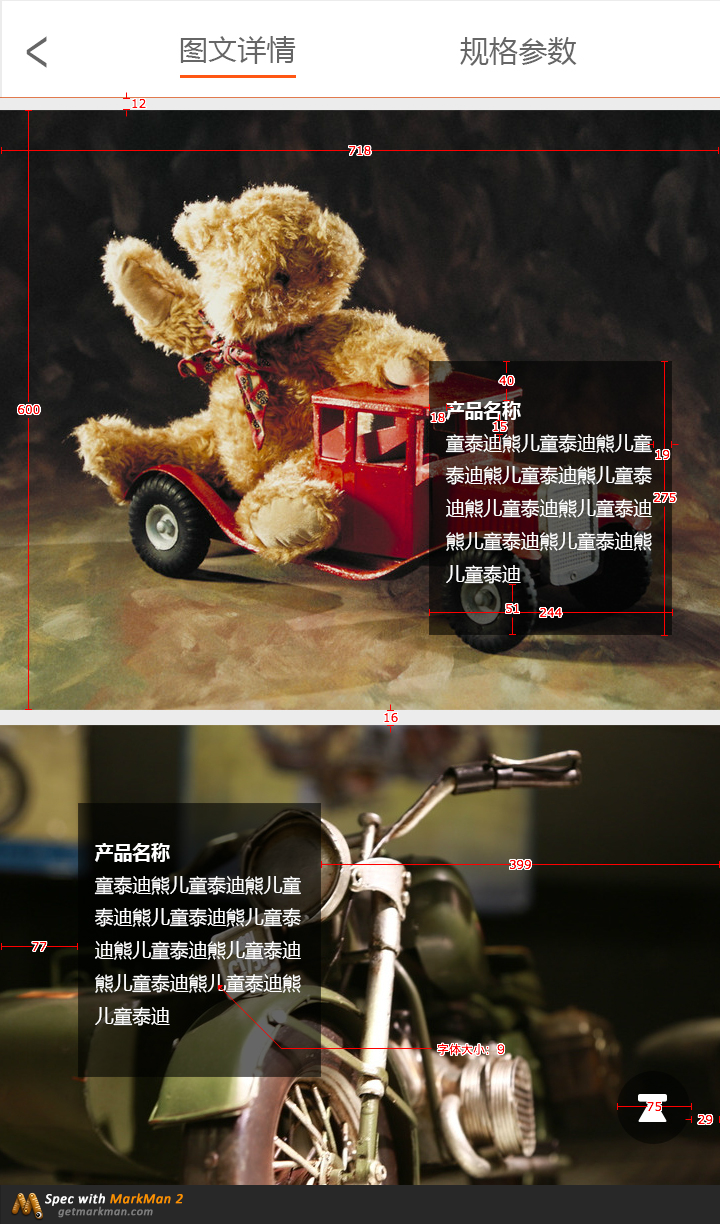 图文详情 规格参数
12
718
40
600
18 产品名称
15
童泰迪熊儿童泰迪熊儿童
19
泰迪熊儿童泰迪熊儿童泰
275
迪熊儿童泰迪熊儿童泰迪
熊儿童泰迪熊儿童泰迪熊
儿童泰迪
51 244
16
产品名称
399
童泰迪熊儿童泰迪熊儿童
泰迪熊儿童泰迪熊儿童泰
77
迪熊儿童泰迪熊儿童泰迪
熊儿童泰迪熊儿童泰迪熊
儿童泰迪
字体大小：9
75
29
Spec with MarkMan 2
getmarkman.com